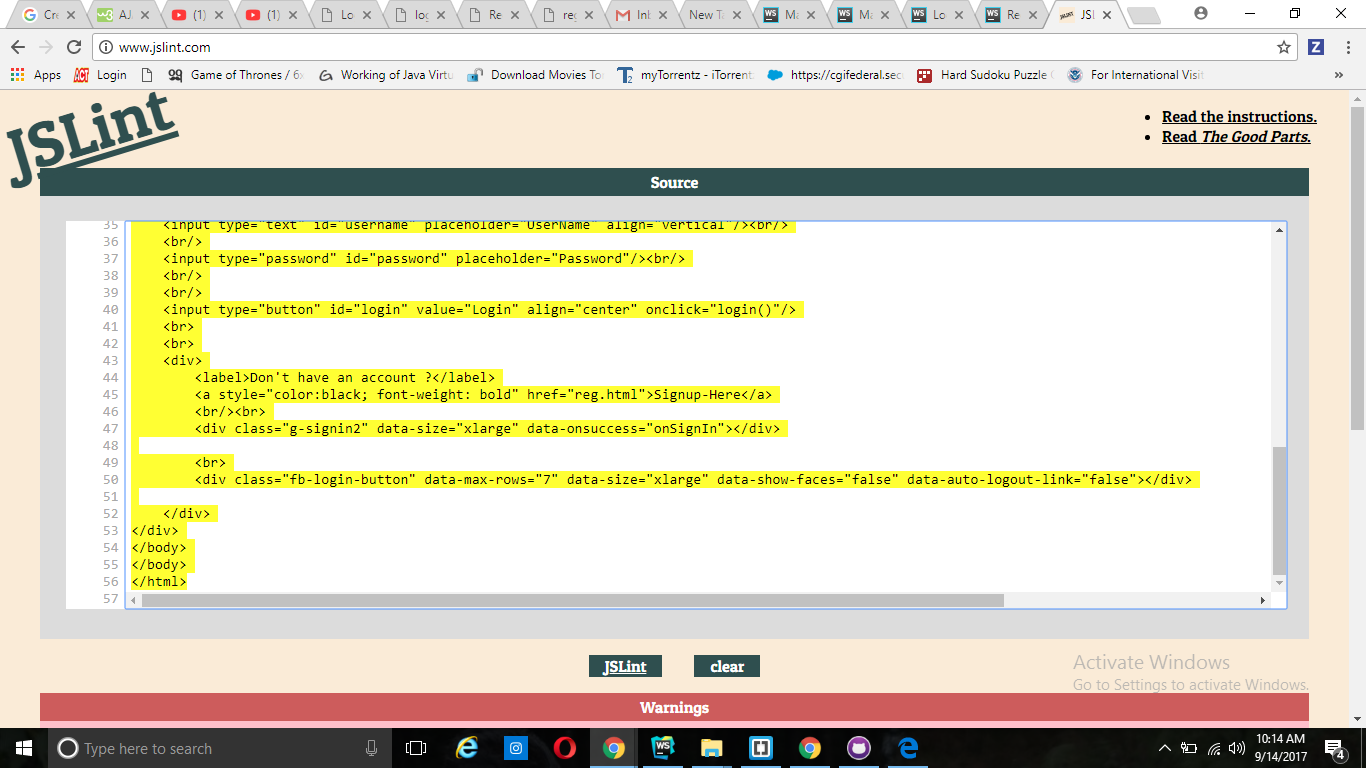 Cre
AJ
(1)
(1)
Lo
log
Re
reg
Inl
New Ta
Ma
Ma
Lo
Re
JSl
www.jslint.com
Apps
Login
Game of Thrones / 6x
Working of Java Virtu
Download Movies To
myTorrentz - iTorrent
https://cgifederal.sec
Hard Sudoku Puzzle
For International Visit
»
JSLint
Read the instructions.
Read The Good Parts.
Source
35 <input type="text" id="username" placeholder="UserName" align="vertical"/><br/>
36 <br/>
37 <input type="password" id="password" placeholder="Password"/><br/>
38 <br/>
39 <br/>
40 <input type="button" id="login" value="Login" align="center" onclick="login()"/>
41 <br>
42 <br>
43 <div>
44 <label>Don't have an account ?</label>
45 <a style="color:black; font-weight: bold" href="reg.html">Signup-Here</a>
46 <br/><br>
47 <div class="g-signin2" data-size="xlarge" data-onsuccess="onSignIn"></div>
48
49 <br>
50 <div class="fb-login-button" data-max-rows="7" data-size="xlarge" data-show-faces="false" data-auto-logout-link="false"></div>
51
52 </div>
53 </div>
54 </body>
55 </body>
56 </html>
57
JSLint
clear
Activate Windows
Go to Settings to activate Windows.
Warnings
Type here to search
10:14 AM
9/14/2017
4